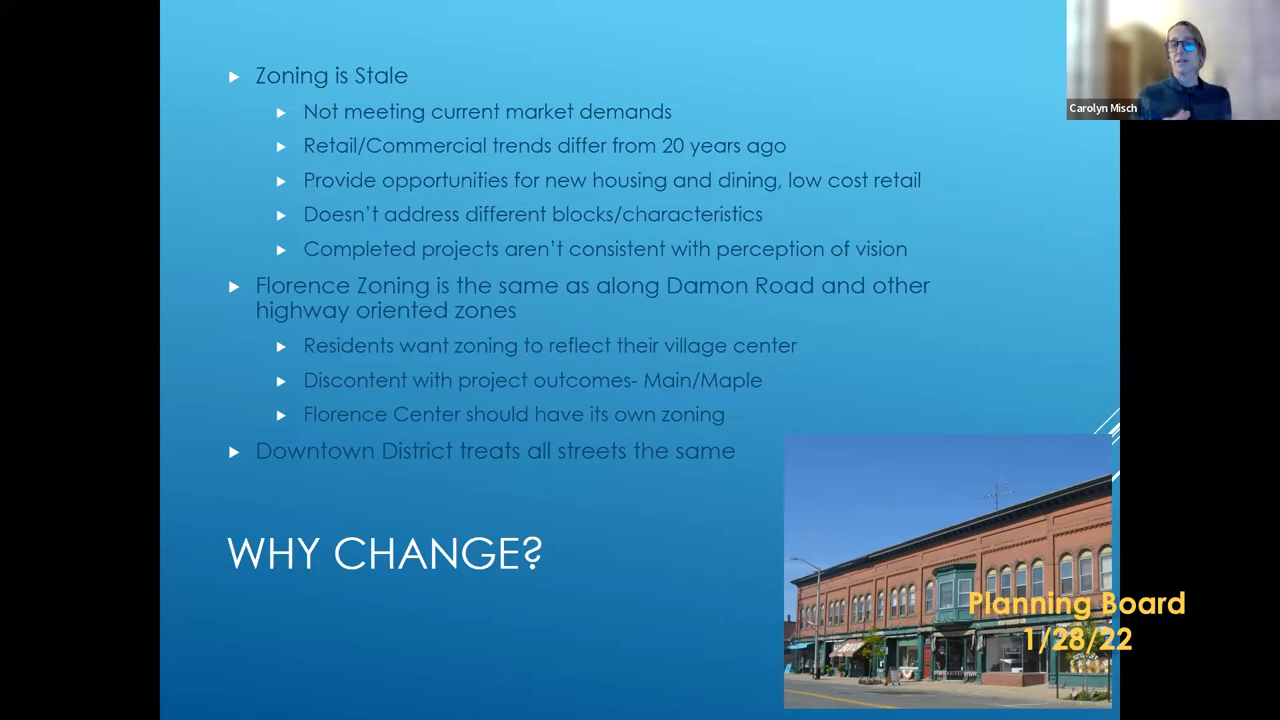 Zoning is Stale
Not meeting current market demands
Retail/Commercial trends differ from 20 years ago
Provide opportunities for new housing and dining, low cost retail
Doesn't address different blocks/characteristics
Completed projects aren't consistent with perception of vision
Florence Zoning is the same as along Damon Road and other
highway oriented zones
Residents want zoning to reflect their village center
Discontent with project outcomes- Main/Maple
Florence Center should have its own zoning
Downtown District treats all streets the same
WHY CHANGE?
Carolyn Misch
Planning Board
1/28/22